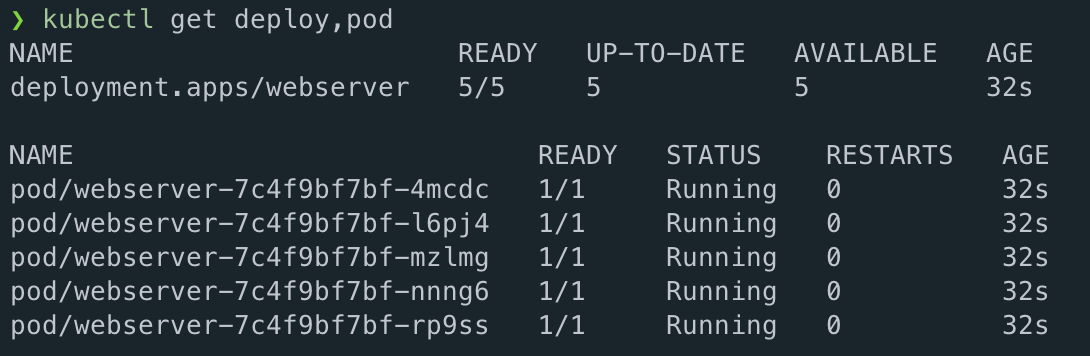 ❯ kubectl get deploy,pod
NAME READY UP-TO-DATE AVAILABLE AGE
deployment.apps/webserver 5/5 5 5 32s
NAME READY STATUS RESTARTS AGE
pod/webserver-7c4f9bf7bf-4mcdc 1/1 Running 0 32s
pod/webserver-7c4f9bf7bf-l6pj4 1/1 Running 0 32s
pod/webserver-7c4f9bf7bf-mzlmg 1/1 Running 0 32s
pod/webserver-7c4f9bf7bf-nnng6 1/1 Running 0 32s
pod/webserver-7c4f9bf7bf-rp9ss 1/1 Running 0 32s